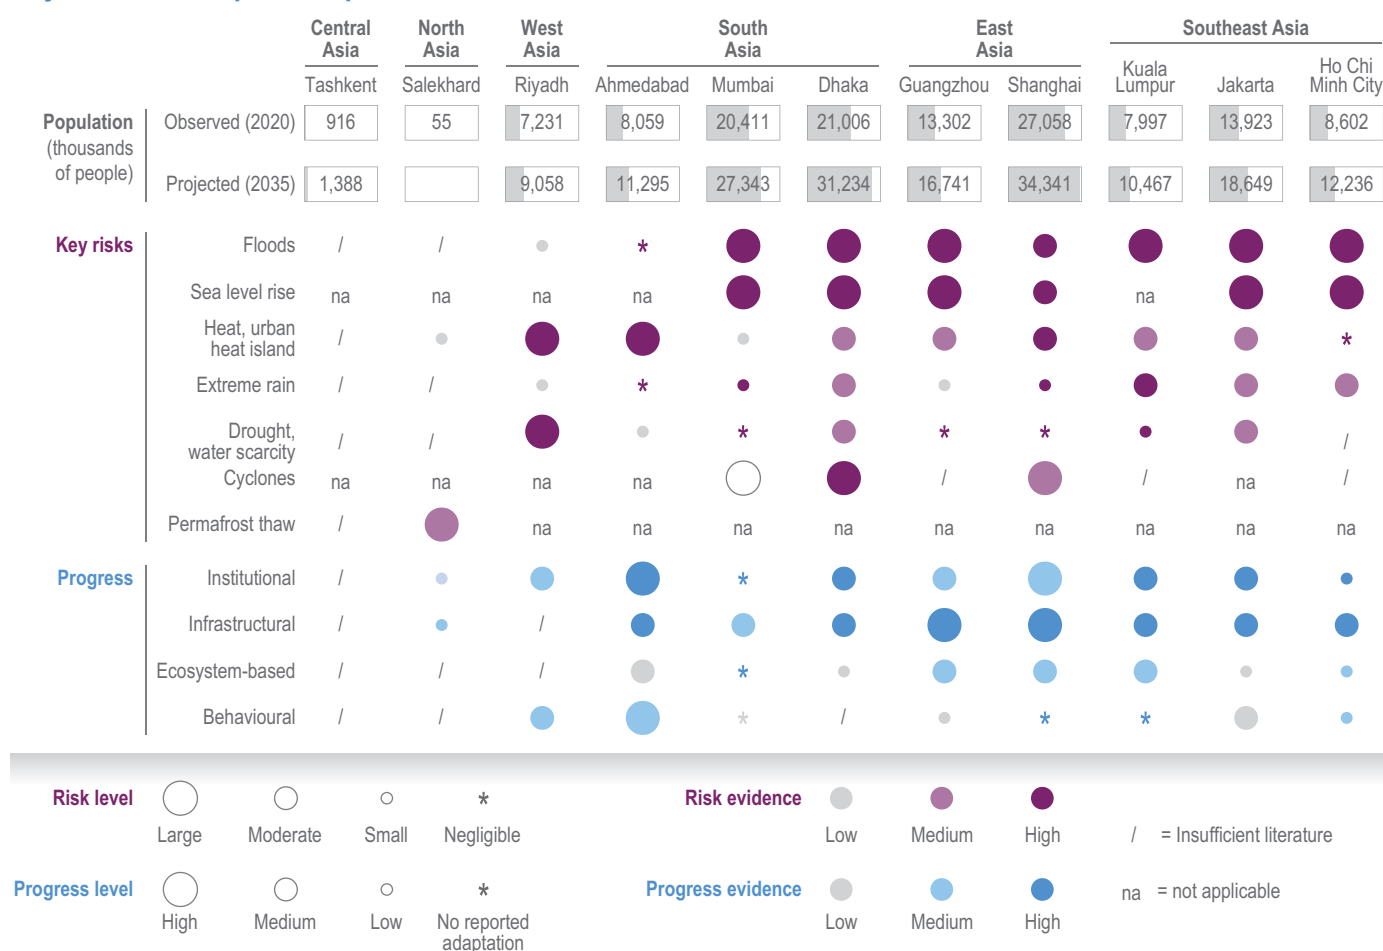 Central Asia
North Asia
West Asia
South Asia
East Asia
Southeast Asia
Tashkent Salekhard Riyadh Ahmedabad Mumbai Dhaka Guangzhou Shanghai Kuala Lumpur Jakarta Ho Chi Minh City
Population (thousands of people)
Observed (2020) 916 55 7,231 8,059 20,411 21,006 13,302 27,058 7,997 13,923 8,602
Projected (2035) 1,388 9,058 11,295 27,343 31,234 16,741 34,341 10,467 18,649 12,236
Key risks
Floods / / *
Sea level rise na na na na na
Heat, urban heat island / *
Extreme rain / / *
Drought, water scarcity / / * * * /
Cyclones na na na na / / na /
Permafrost thaw / na na na na na na na na na
Progress
Institutional / *
Infrastructural / /
Ecosystem-based / / / *
Behavioural / / * / * *
Risk level
Large Moderate Small * Negligible
Risk evidence
Low Medium High
/ = Insufficient literature
Progress level
High Medium Low * No reported adaptation
Progress evidence
Low Medium High
na = not applicable